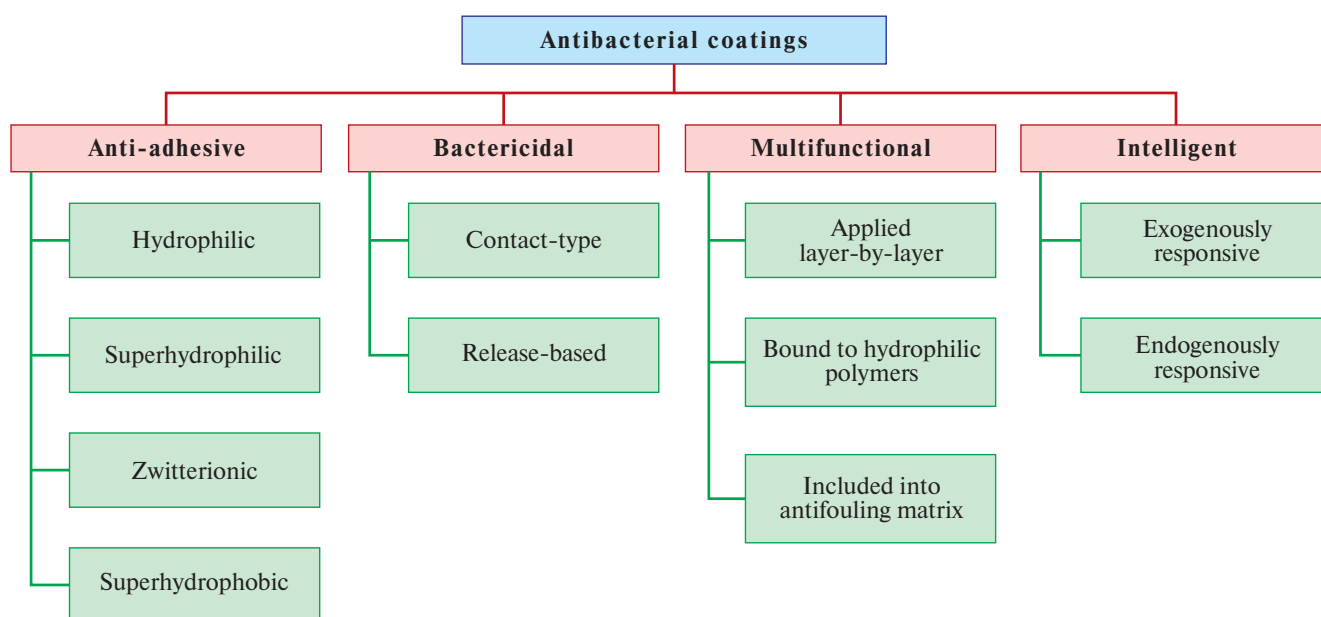 Antibacterial coatings
Anti-adhesive
Hydrophilic
Superhydrophilic
Zwitterionic
Superhydrophobic
Bactericidal
Contact-type
Release-based
Multifunctional
Applied
layer-by-layer
Bound to hydrophilic
polymers
Included into
antifouling matrix
Intelligent
Exogenously
responsive
Endogenously
responsive